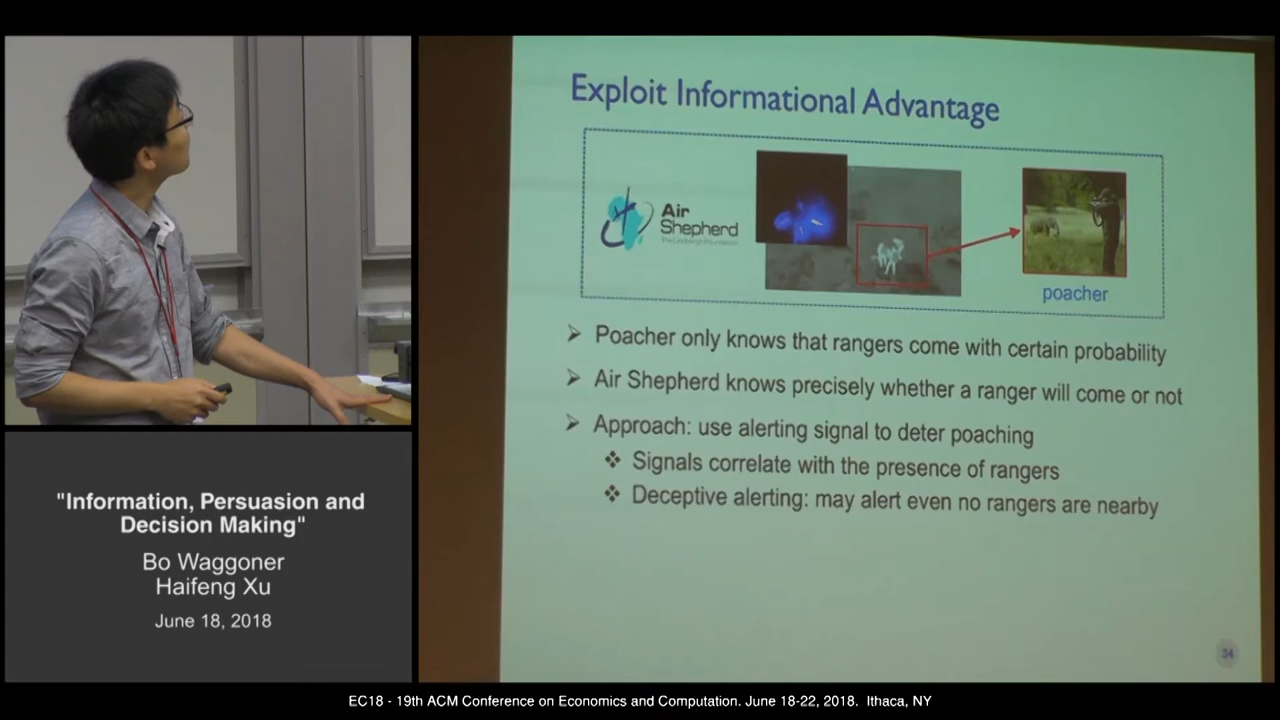 Exploit Informational Advantage
Air
Shepherd
poacher
➢ Poacher only knows that rangers come with certain probability
➢ Air Shepherd knows precisely whether a ranger will come or not
➢ Approach: use alerting signal to deter poaching
❖ Signals correlate with the presence of rangers
❖ Deceptive alerting: may alert even no rangers are nearby
34
"Information, Persuasion and
Decision Making"
Bo Waggoner
Haifeng Xu
June 18, 2018
EC18 - 19th ACM Conference on Economics and Computation. June 18-22, 2018. Ithaca, NY